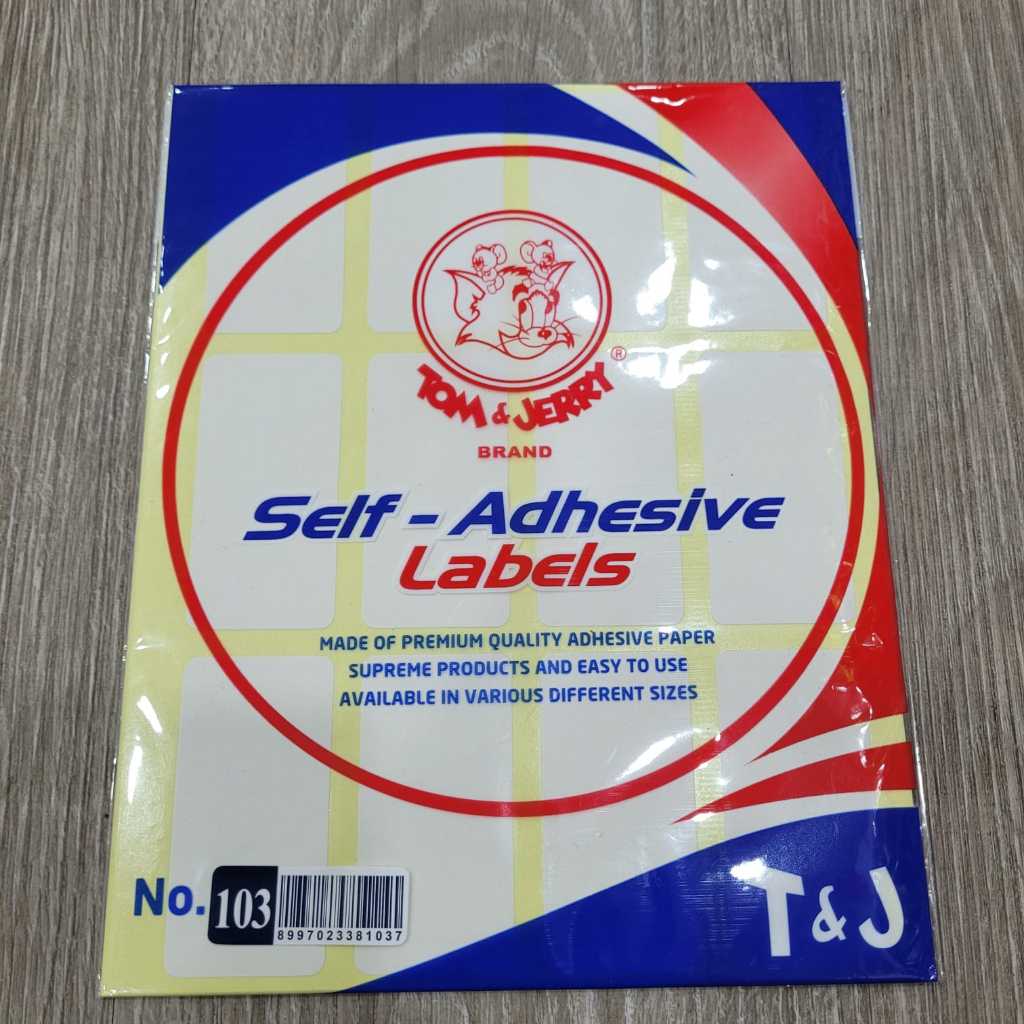 TOM & JERRY ®
BRAND
Self - Adhesive
Labels
MADE OF PREMIUM QUALITY ADHESIVE PAPER
SUPREME PRODUCTS AND EASY TO USE
AVAILABLE IN VARIOUS DIFFERENT SIZES
No. 103
8997023381037
T & J